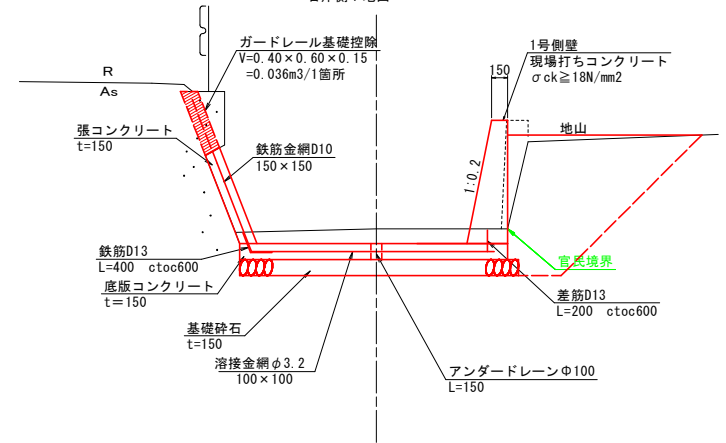 ガードレール基礎控除
V=0.40×0.60×0.15
=0.036m3/1箇所
1号側壁
現場打ちコンクリート
σck≧18N/mm2
150
R
As
地山
張コンクリート
t=150
鉄筋金網D10
150×150
1:0.2
鉄筋D13
L=400 ctoc600
官民境界
底版コンクリート
t=150
差筋D13
L=200 ctoc600
基礎砕石
t=150
溶接金網φ3.2
100×100
アンダードレーンΦ100
L=150